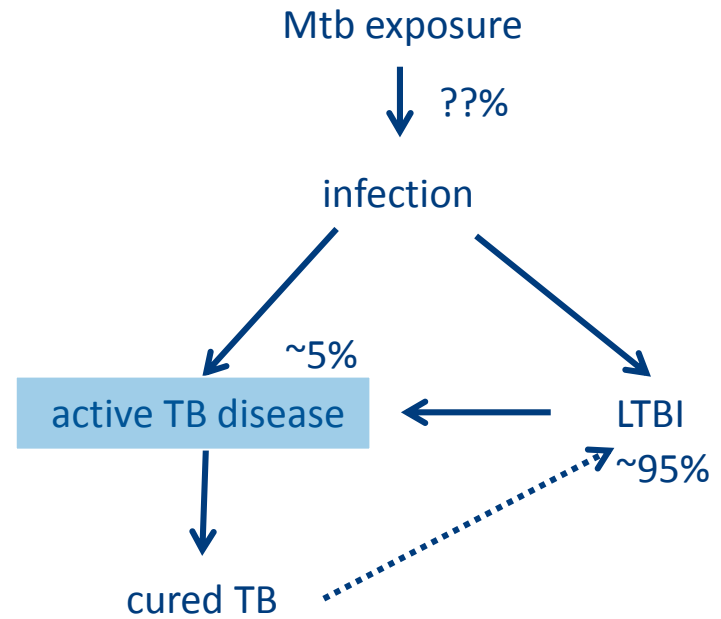 Mtb exposure
??%
infection
~5%
active TB disease
LTBI
~95%
cured TB